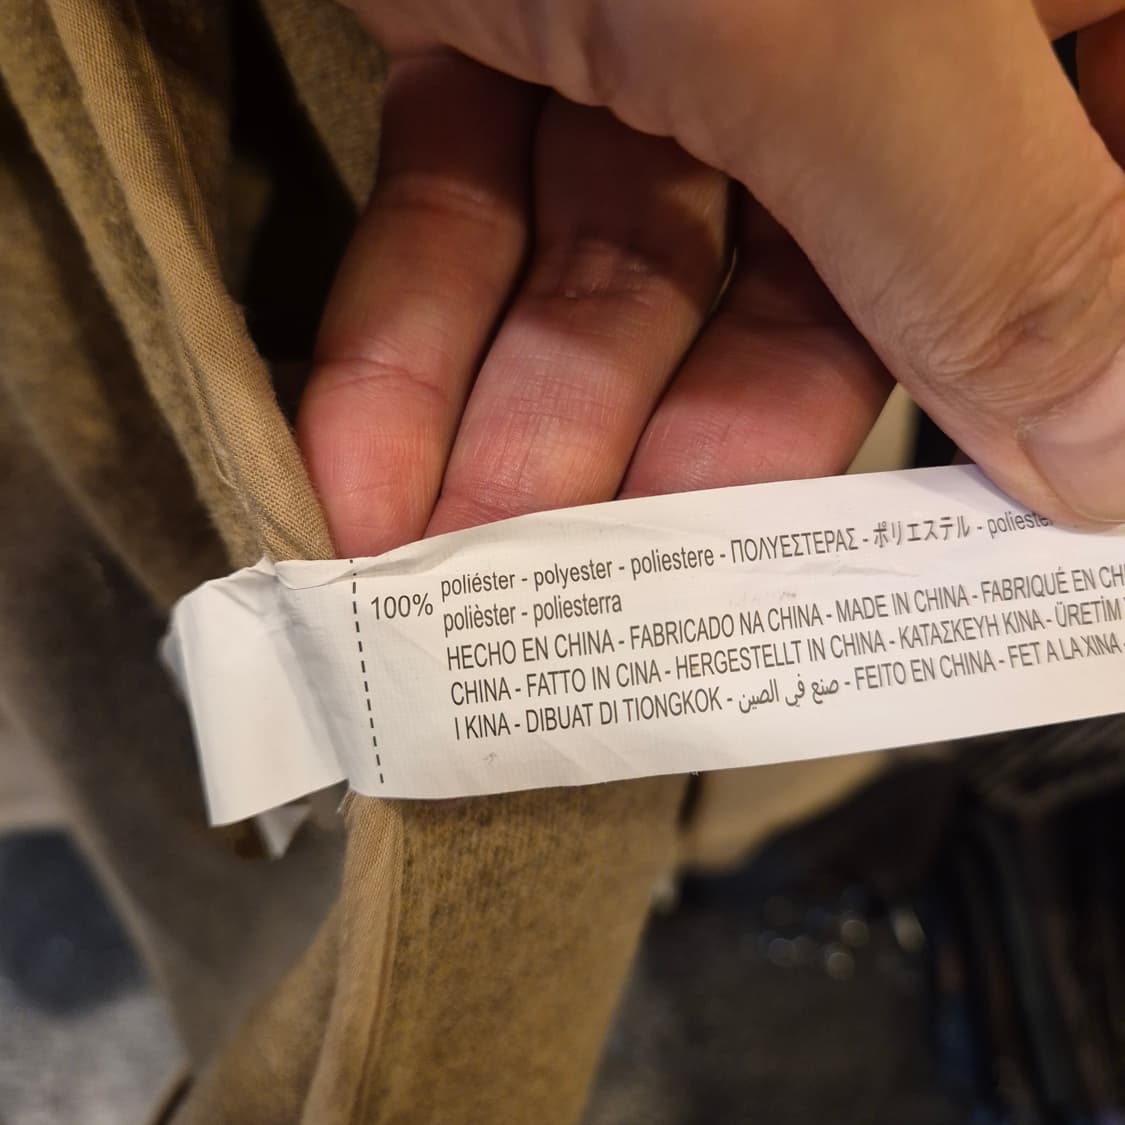 100% poliéster - polyester - poliestere - ΠΟΛΥΕΣΤΕΡΑΣ - ポリエステル -
polièster - poliesterra
HECHO EN CHINA - FABRICADO NA CHINA - MADE IN CHINA - FABRIQUÉ EN
CHINA - FATTO IN CINA - HERGESTELLT IN CHINA - ΚΑΤΑΣΚΕΥΗ ΚΙΝΑ - ÜRETİM
I KINA - DIBUAT DI TIONGKOK - صنع في الصين - FEITO EN CHINA - FET A LA XINA -